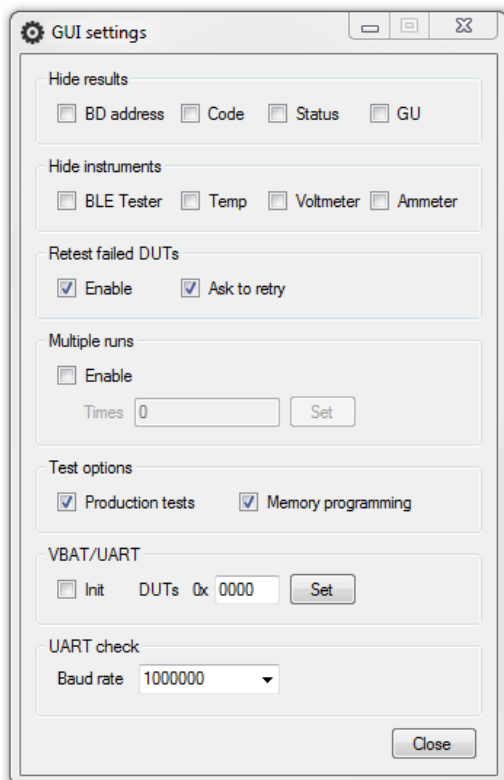 GUI settings
Hide results
BD address Code Status GU
Hide instruments
BLE Tester Temp Voltmeter Ammeter
Retest failed DUTs
Enable Ask to retry
Multiple runs
Enable
Times 0 Set
Test options
Production tests Memory programming
VBAT/UART
Init DUTs 0x 0000 Set
UART check
Baud rate 1000000
Close